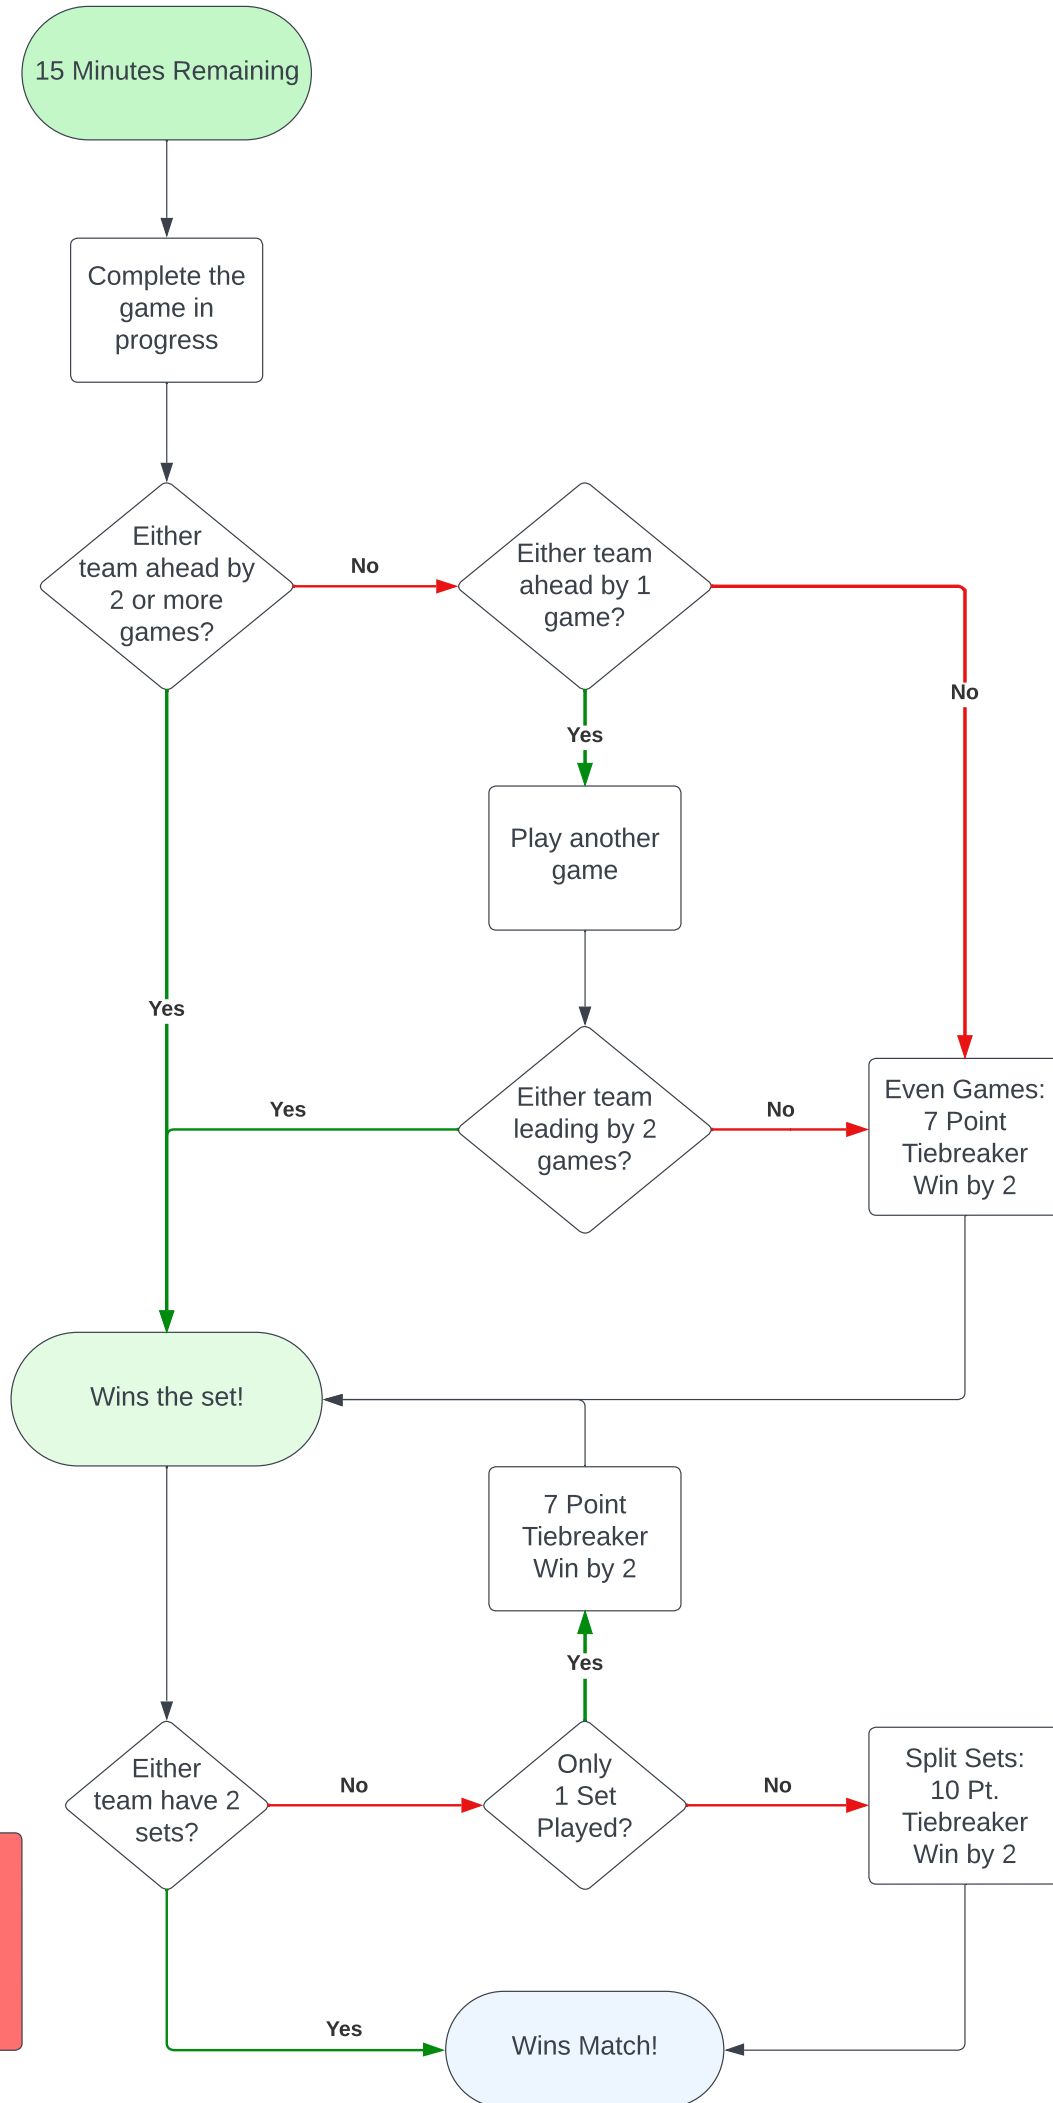 15 Minutes Remaining
Complete the
game in
progress
Either
team ahead by
2 or more
games?
No
Either team
ahead by 1
game?
No
Yes
Play another
game
Yes
Either team
leading by 2
games?
Yes
No
Even Games:
7 Point
Tiebreaker
Win by 2
Wins the set!
7 Point
Tiebreaker
Win by 2
Yes
Either
team have 2
sets?
No
Only
1 Set
Played?
No
Split Sets:
10 Pt.
Tiebreaker
Win by 2
Yes
Wins Match!